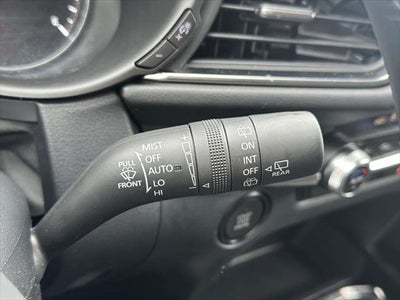 MIST
OFF
AUTO
LO
HI
PULL
FRONT
ON
INT
OFF
REAR